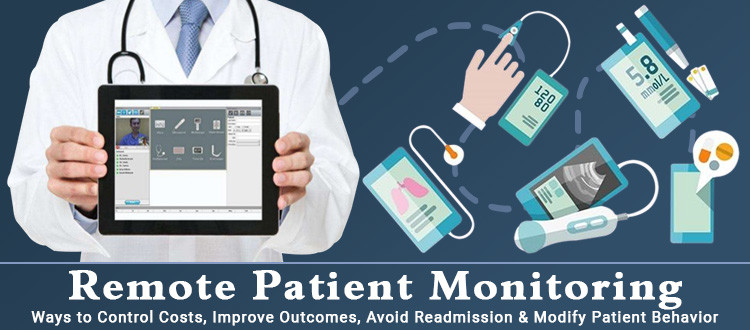 120
80
5.8
mmol/L
Remote Patient Monitoring
Ways to Control Costs, Improve Outcomes, Avoid Readmission & Modify Patient Behavior